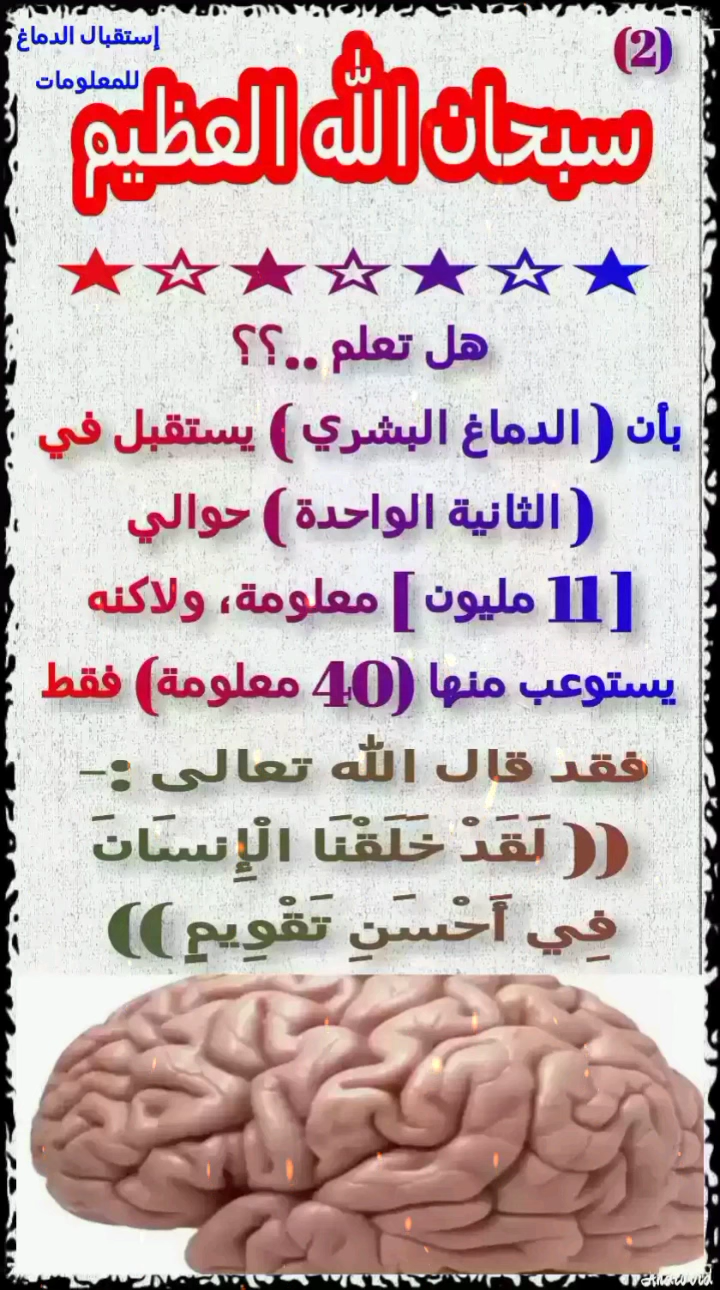 (2)
إستقبال الدماغ
للمعلومات
سبحان الله العظيم
★☆★☆★☆★
هل تعلم ..؟؟
بأن ( الدماغ البشري ) يستقبل في
( الثانية الواحدة ) حوالي
[ 11 مليون ] معلومة، ولاكنه
يستوعب منها (40 معلومة) فقط
فقد قال الله تعالى :-
(( لَقَدْ خَلَقْنَا الْإِنسَانَ
فِي أَحْسَنِ تَقْوِيمٍ ))